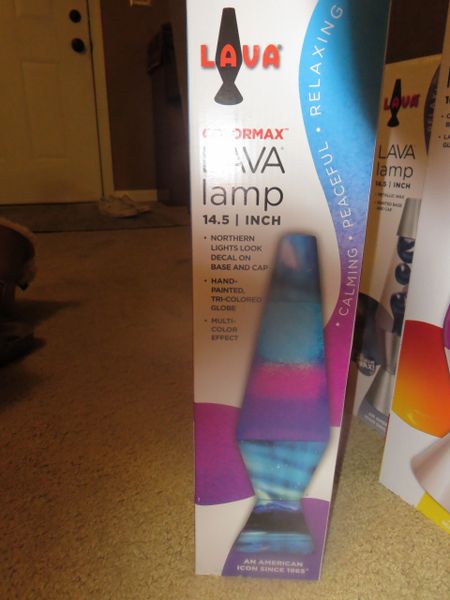 LAVA®
COLORMAX™
LAVA®
lamp
14.5 | INCH
• NORTHERN
LIGHTS LOOK
DECAL ON
BASE AND CAP
• HAND-
PAINTED,
TRI-COLORED
GLOBE
• MULTI-
COLOR
EFFECT
CALMING • PEACEFUL • RELAXING
AN AMERICAN
ICON SINCE 1965®
LAVA
LAVA
lamp
14.5 | INCH